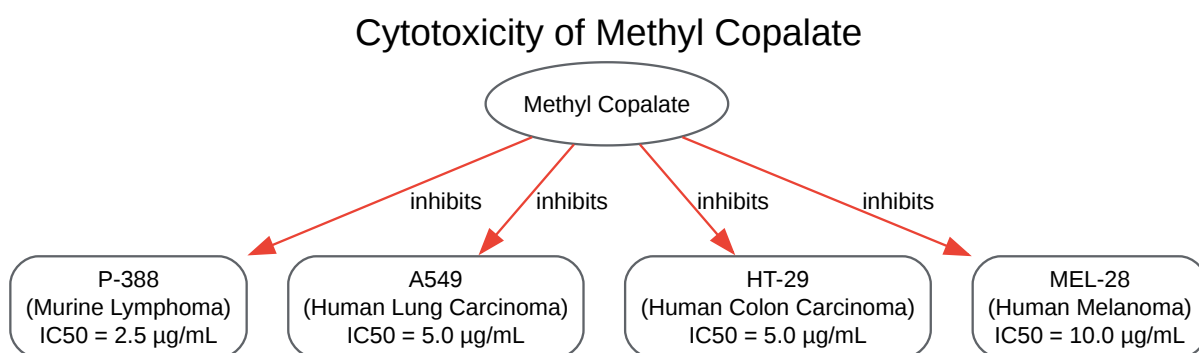 Cytotoxicity of Methyl Copalate
Methyl Copalate
inhibits
inhibits
inhibits
inhibits
P-388
(Murine Lymphoma)
IC50 = 2.5 µg/mL
A549
(Human Lung Carcinoma)
IC50 = 5.0 µg/mL
HT-29
(Human Colon Carcinoma)
IC50 = 5.0 µg/mL
MEL-28
(Human Melanoma)
IC50 = 10.0 µg/mL